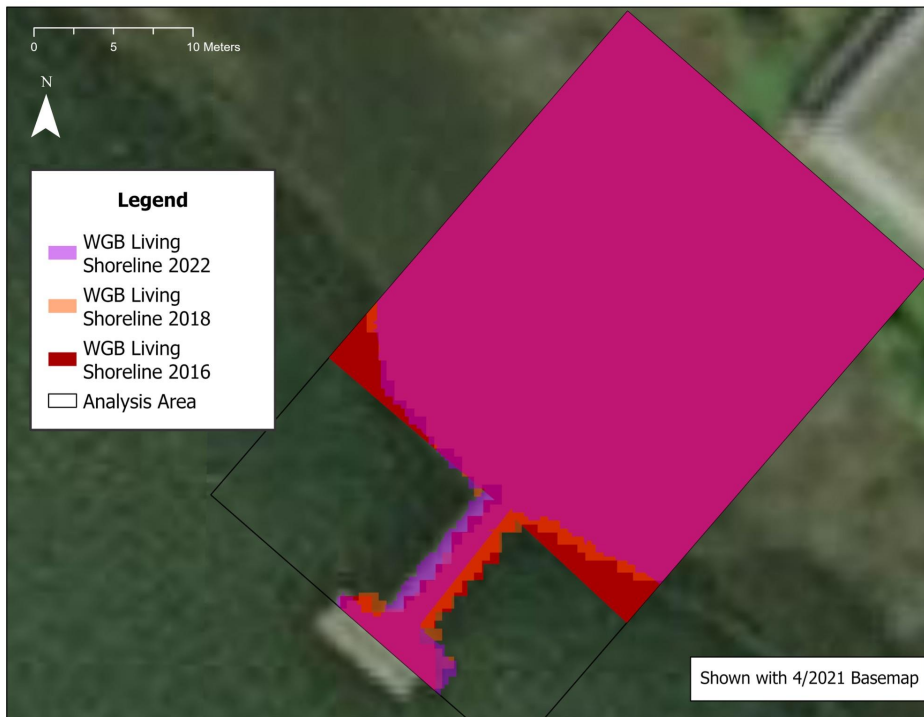 0 5 10 Meters
N
Legend
WGB Living
Shoreline 2022
WGB Living
Shoreline 2018
WGB Living
Shoreline 2016
Analysis Area
Shown with 4/2021 Basemap